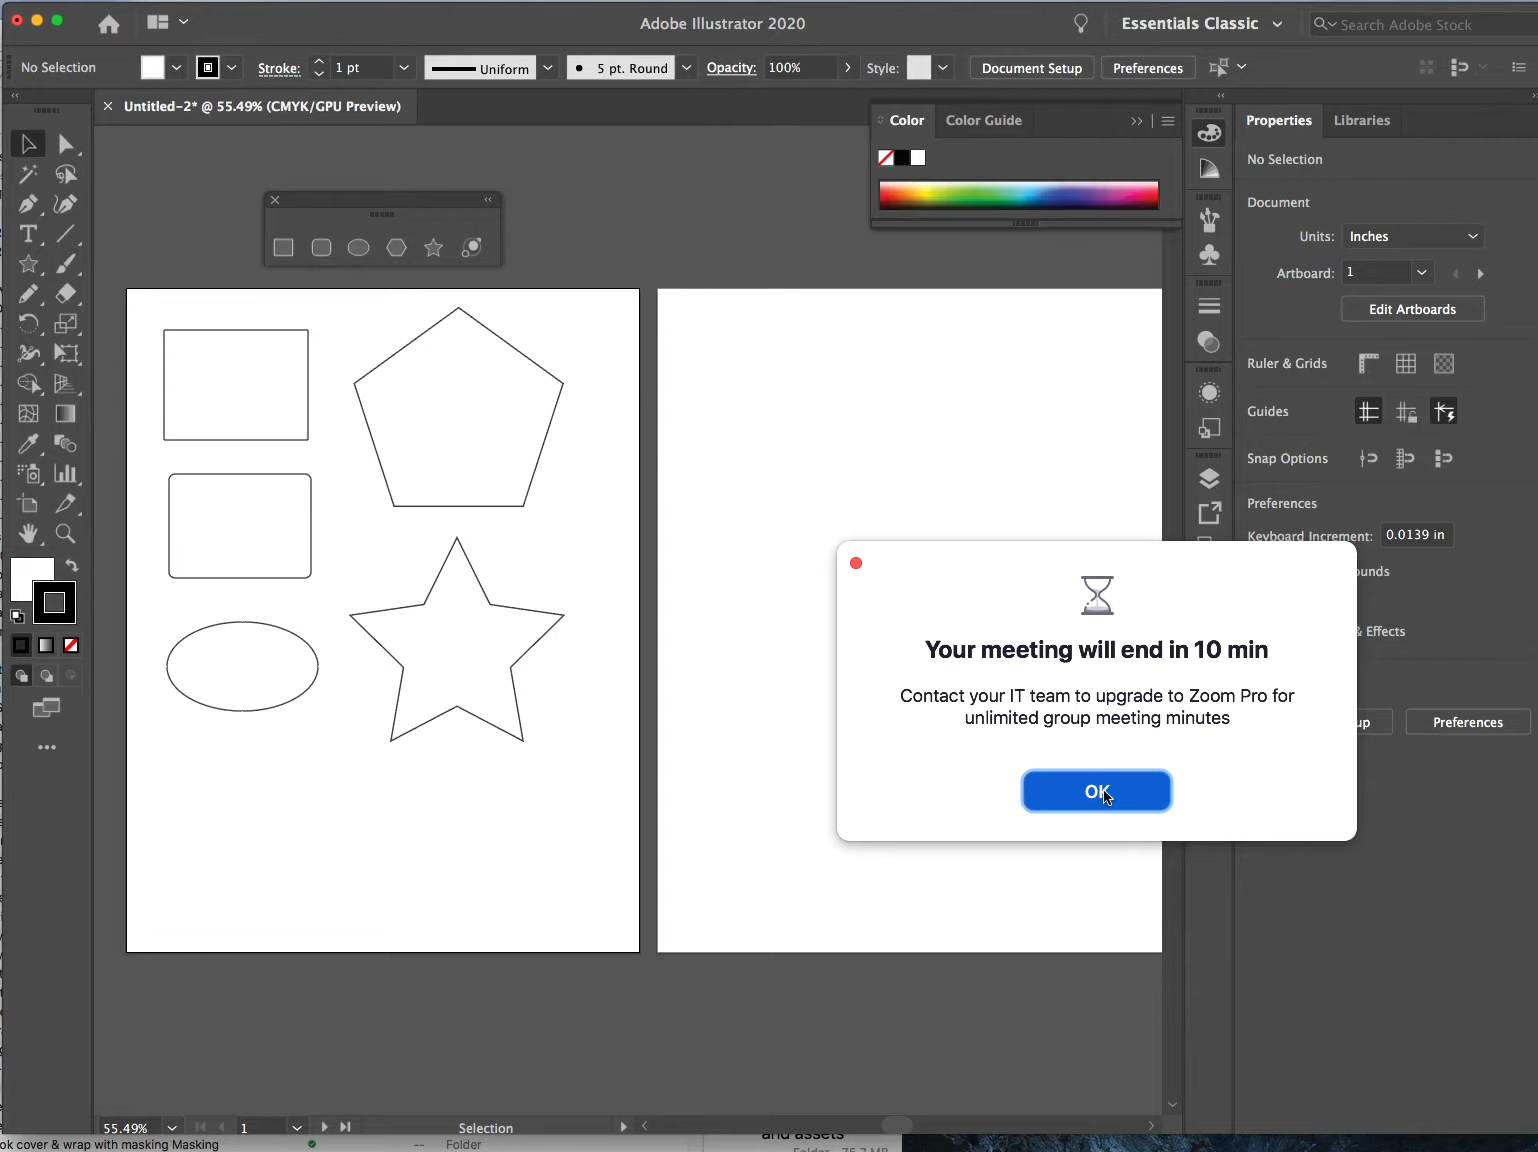 Adobe Illustrator 2020
Essentials Classic
Search Adobe Stock
No Selection
Stroke:
1 pt
Uniform
5 pt. Round
Opacity:
100%
Style:
Document Setup
Preferences
Untitled-2* @ 55.49% (CMYK/GPU Preview)
Color
Color Guide
Properties
Libraries
No Selection
Document
Units:
Inches
Artboard:
1
Edit Artboards
Ruler & Grids
Guides
Snap Options
Preferences
Keyboard Increment:
0.0139 in
ounds
& Effects
up
Preferences
Your meeting will end in 10 min
Contact your IT team to upgrade to Zoom Pro for
unlimited group meeting minutes
OK
55.49%
1
Selection
ok cover & wrap with masking Masking
--
Folder
and assets
Folder - 75.7 MB